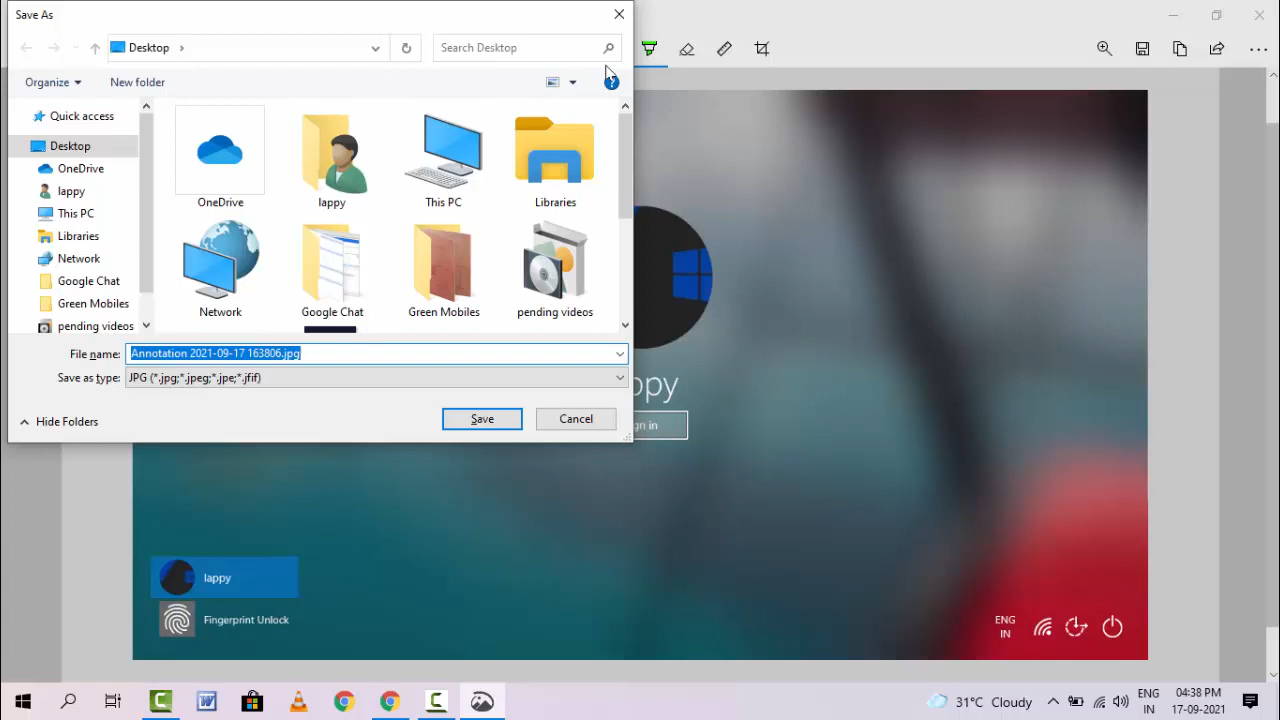 Save As
Desktop
Search Desktop
Organize
New folder
?
Quick access
Desktop
OneDrive
lappy
This PC
Libraries
Network
Google Chat
Green Mobiles
pending videos
OneDrive
lappy
This PC
Libraries
Network
Google Chat
Green Mobiles
pending videos
File name:
Annotation 2021-09-17 163806.jpg
Save as type:
JPG (*.jpg;*.jpeg;*.jpe;*.jfif)
Hide Folders
Save
Cancel
ppy
gn in
lappy
Fingerprint Unlock
ENG
IN
31°C Cloudy
ENG
IN
04:38 PM
17-09-2021